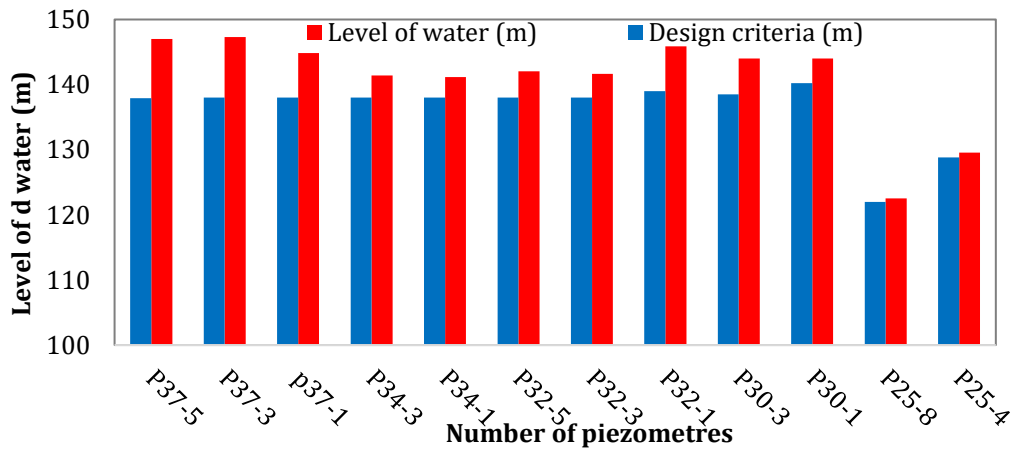 Level of water (m)
Design criteria (m)
Level of d water (m)
150
140
130
120
110
100
P37-5
P37-3
p37-1
P34-3
P34-1
P32-5
P32-3
P32-1
P30-3
P30-1
P25-8
P25-4
Number of piezometres